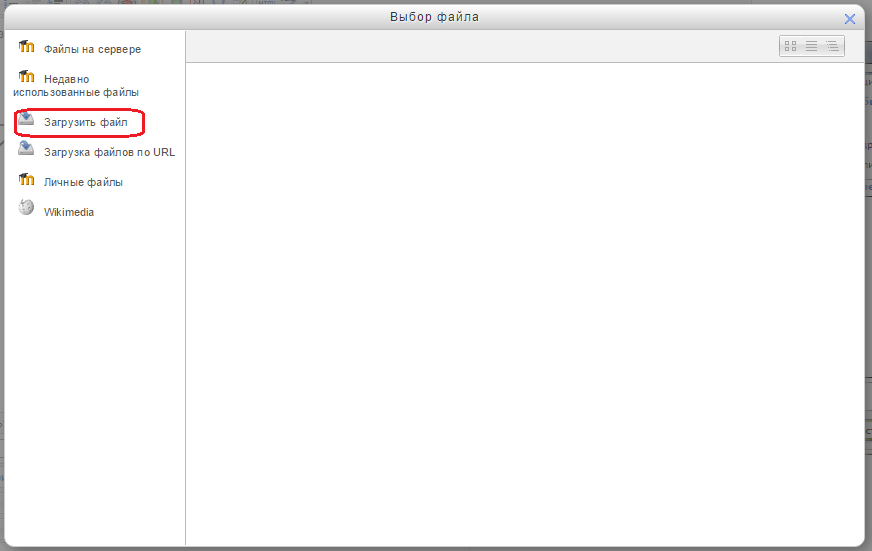 Выбор файла
Файлы на сервере
Недавно
использованные файлы
Загрузить файл
Загрузка файлов по URL
Личные файлы
Wikimedia